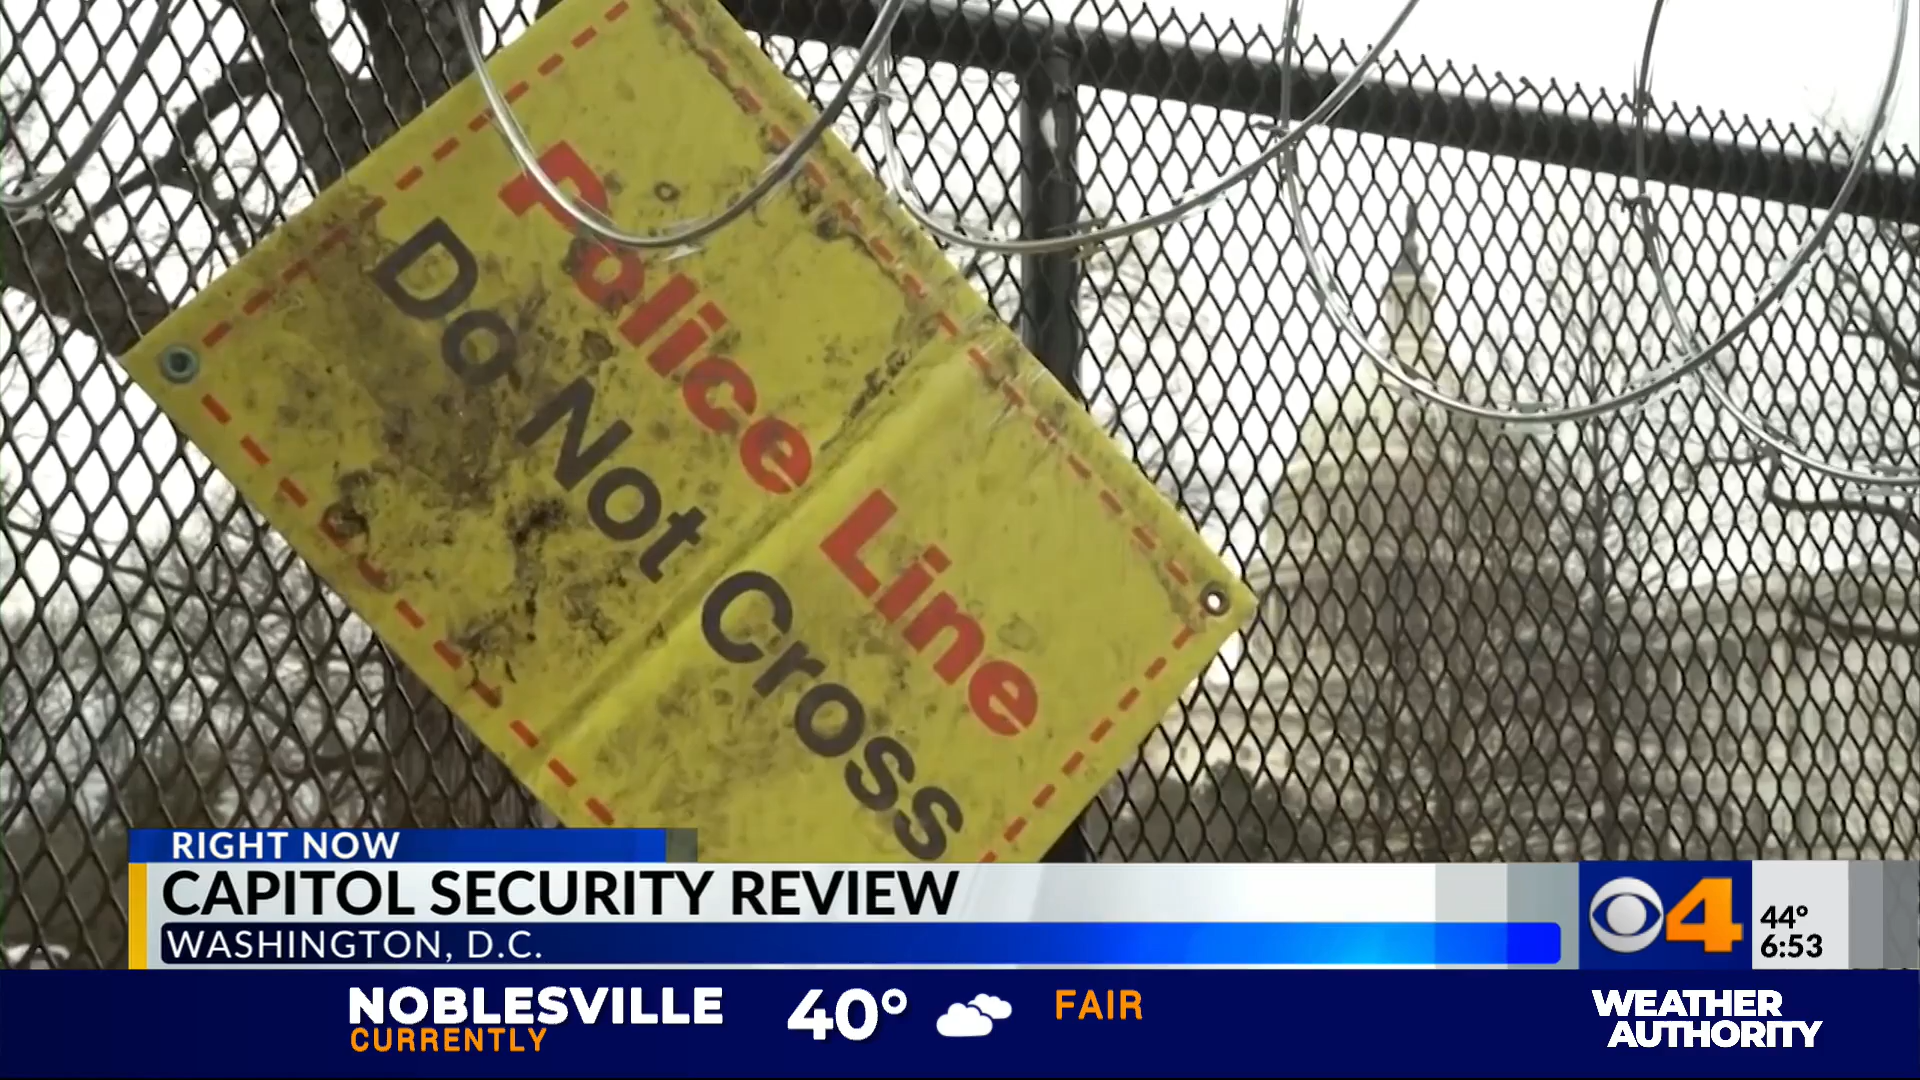 Police Line
Do Not Cross
RIGHT NOW
CAPITOL SECURITY REVIEW
WASHINGTON, D.C.
4
44°
6:53
NOBLESVILLE
CURRENTLY
40°
FAIR
WEATHER
AUTHORITY